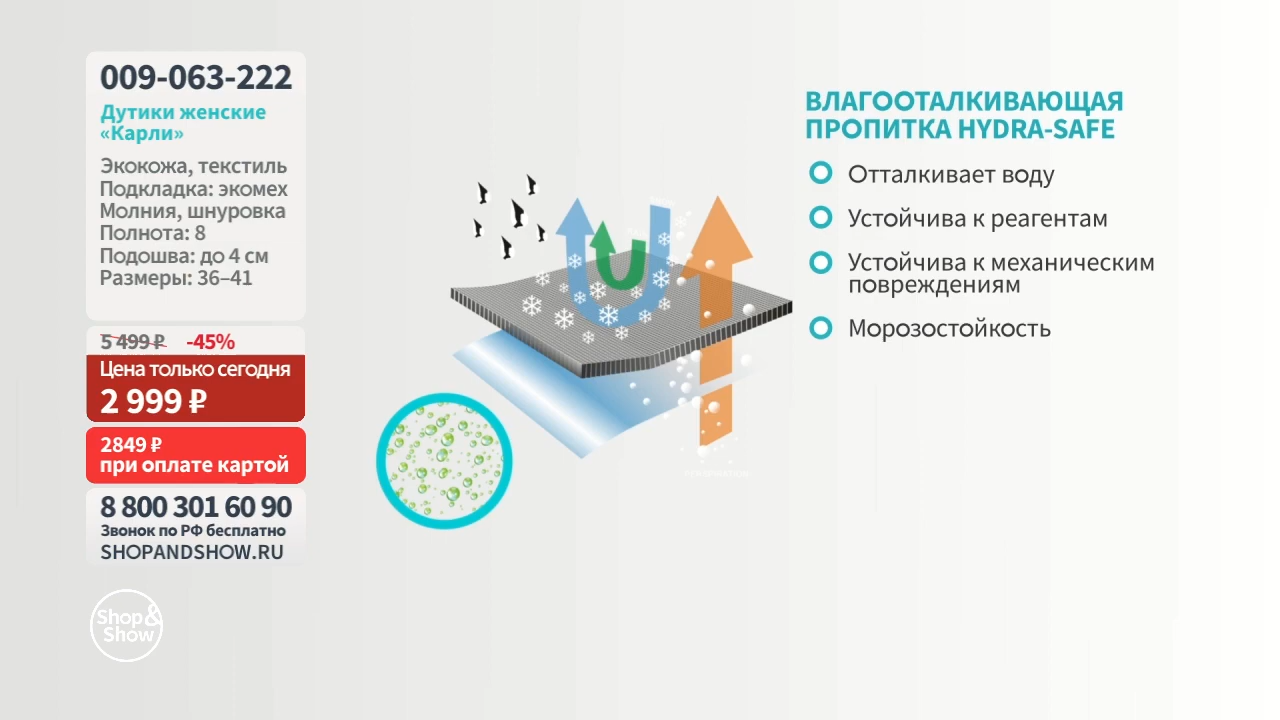 009-063-222
Дутики женские
«Карли»
Экокожа, текстиль
Подкладка: экомех
Молния, шнуровка
Полнота: 8
Подошва: до 4 см
Размеры: 36–41
5 499 ₽ -45%
Цена только сегодня
2 999 ₽
2849 ₽
при оплате картой
8 800 301 60 90
Звонок по РФ бесплатно
SHOPANDSHOW.RU
Shop&
Show
ВЛАГООТАЛКИВАЮЩАЯ
ПРОПИТКА HYDRA-SAFE
Отталкивает воду
Устойчива к реагентам
Устойчива к механическим
повреждениям
Морозостойкость